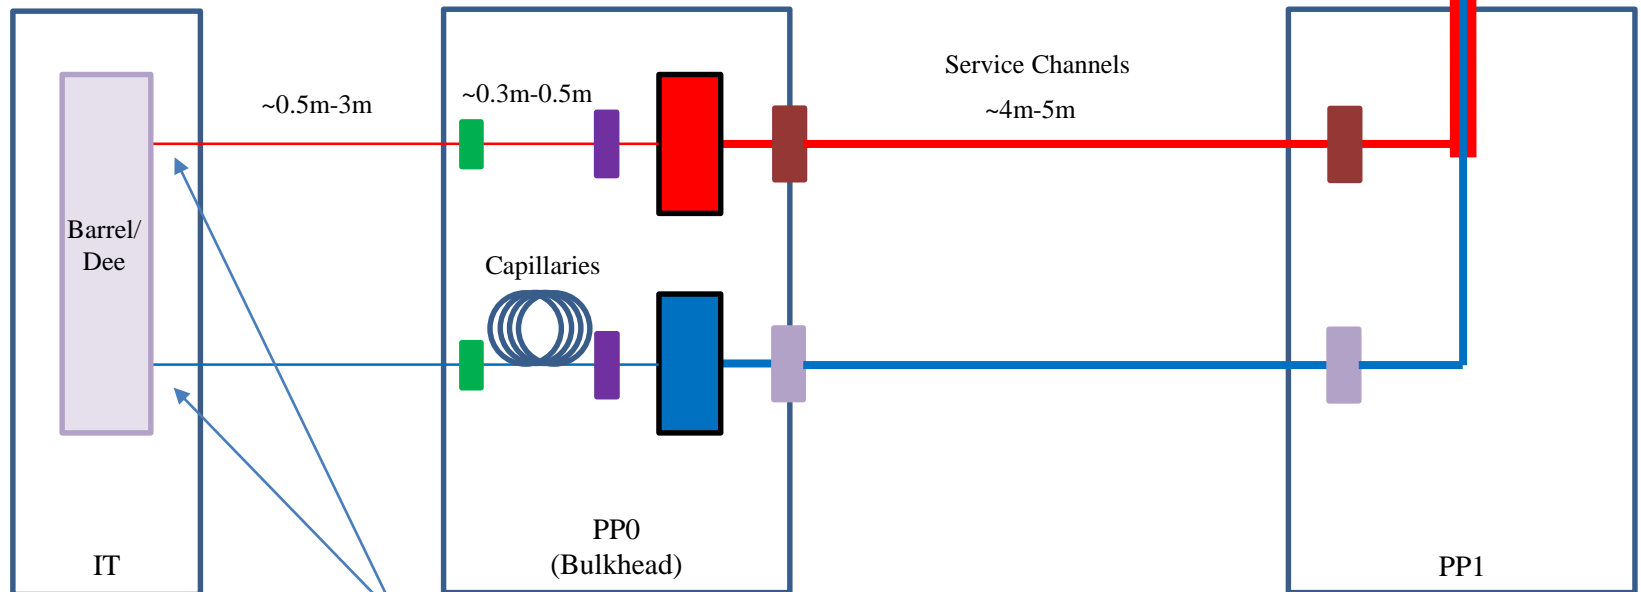 Service Channels
~0.5m-3m
~0.3m-0.5m
~4m-5m
Barrel/
Dee
Capillaries
IT
PP0
(Bulkhead)
PP1